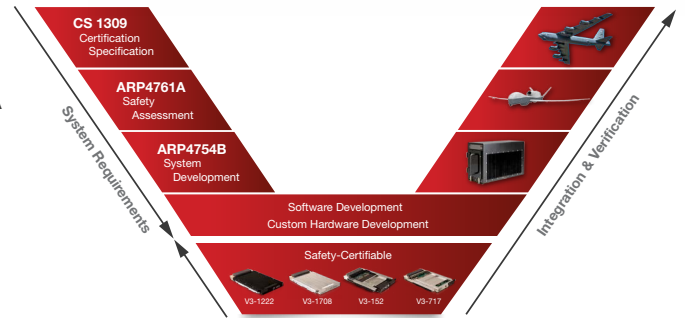 CS 1309
Certification
Specification
ARP4761A
Safety
Assessment
ARP4754B
System
Development
System Requirements
Integration & Verification
Software Development
Custom Hardware Development
Safety-Certifiable
V3-1222
V3-1708
V3-152
V3-717